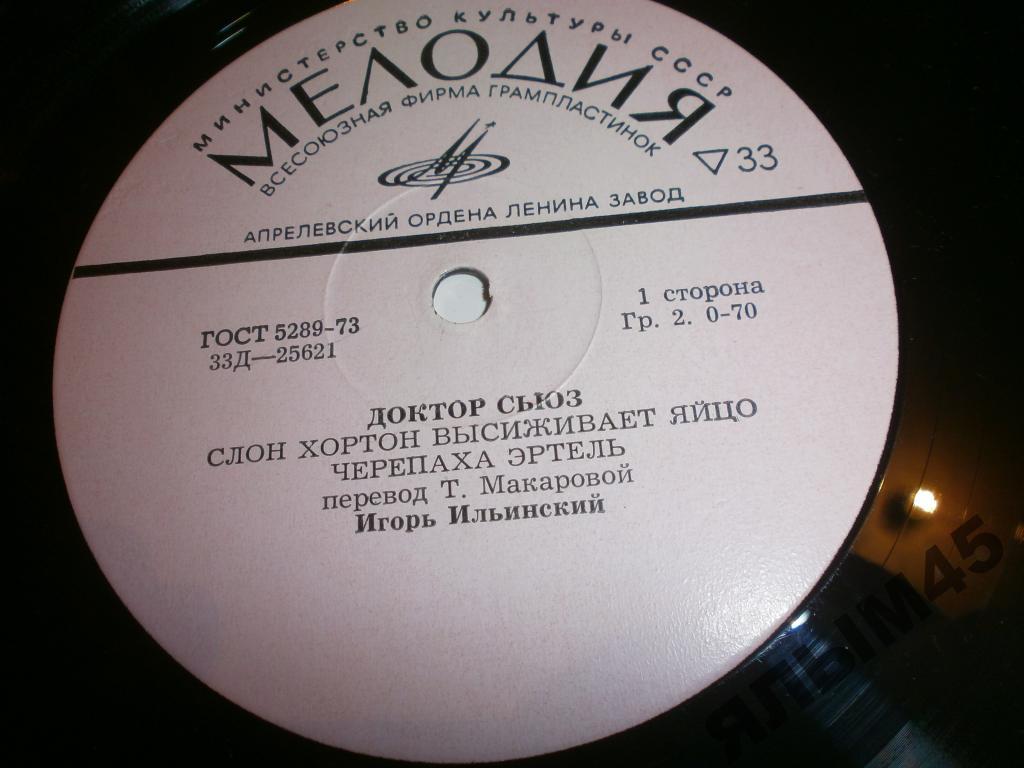 МИНИСТЕРСТВО КУЛЬТУРЫ СССР
МЕЛОДИЯ
ВСЕСОЮЗНАЯ ФИРМА ГРАМПЛАСТИНОК
33
АПРЕЛЕВСКИЙ ОРДЕНА ЛЕНИНА ЗАВОД
ГОСТ 5289-73
33Д—25621
1 сторона
Гр. 2. 0-70
ДОКТОР СЬЮЗ
СЛОН ХОРТОН ВЫСИЖИВАЕТ ЯЙЦО
ЧЕРЕПАХА ЭРТЕЛЬ
перевод Т. Макаровой
Игорь Ильинский
ЯЛЫМ45